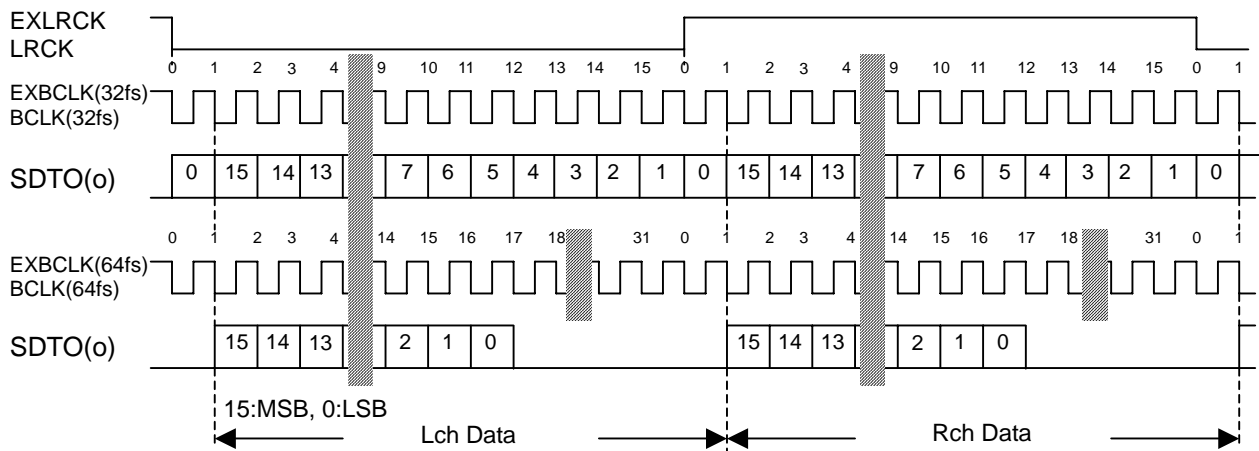 EXLRCK
LRCK
0 1 2 3 4 9 10 11 12 13 14 15 0 1 2 3 4 9 10 11 12 13 14 15 0 1
EXBCLK(32fs)
BCLK(32fs)
SDTO(o) 0 15 14 13 7 6 5 4 3 2 1 0 15 14 13 7 6 5 4 3 2 1 0
0 1 2 3 4 14 15 16 17 18 31 0 1 2 3 4 14 15 16 17 18 31 0 1
EXBCLK(64fs)
BCLK(64fs)
SDTO(o) 15 14 13 2 1 0 15 14 13 2 1 0
15:MSB, 0:LSB
Lch Data Rch Data